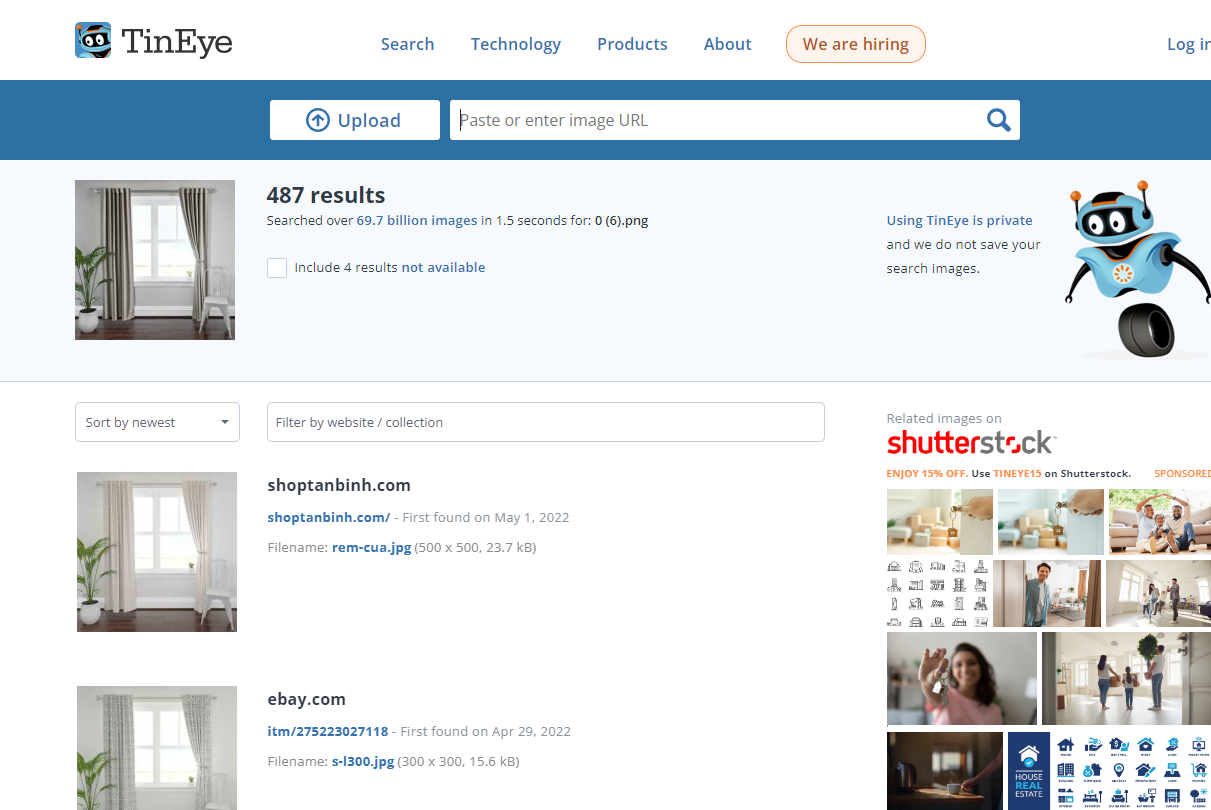 TinEye
Search
Technology
Products
About
We are hiring
Log in
Upload
Paste or enter image URL
487 results
Searched over 69.7 billion images in 1.5 seconds for: 0 (6).png
Include 4 results not available
Using TinEye is private
and we do not save your
search images.
Sort by newest
Filter by website / collection
shoptanbinh.com
shoptanbinh.com/ - First found on May 1, 2022
Filename: rem-cua.jpg (500 x 500, 23.7 kB)
ebay.com
itm/275223027118 - First found on Apr 29, 2022
Filename: s-l300.jpg (300 x 300, 15.6 kB)
Related images on
shutterstock
ENJOY 15% OFF. Use TINEYE15 on Shutterstock.
SPONSORED
HOUSE
REAL
ESTATE